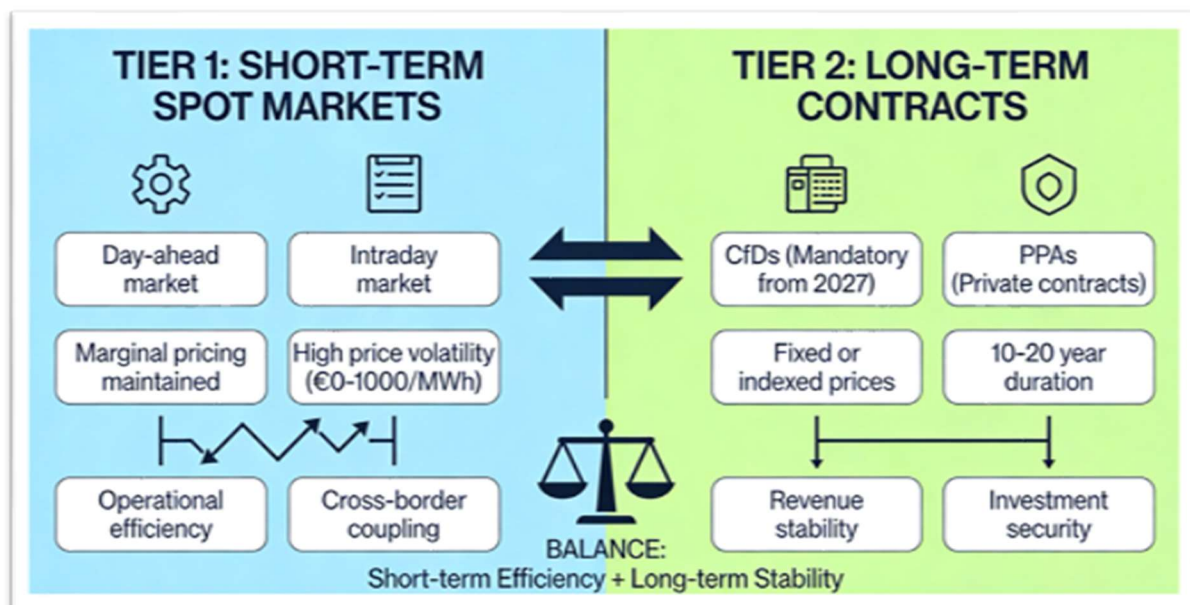 TIER 1: SHORT-TERM
SPOT MARKETS
Day-ahead
market
Intraday
market
Marginal pricing
maintained
High price volatility
(€0-1000/MWh)
Operational
efficiency
Cross-border
coupling
TIER 2: LONG-TERM
CONTRACTS
CfDs (Mandatory
from 2027)
PPAs
(Private contracts)
Fixed or
indexed prices
10-20 year
duration
Revenue
stability
Investment
security
BALANCE:
Short-term Efficiency + Long-term Stability